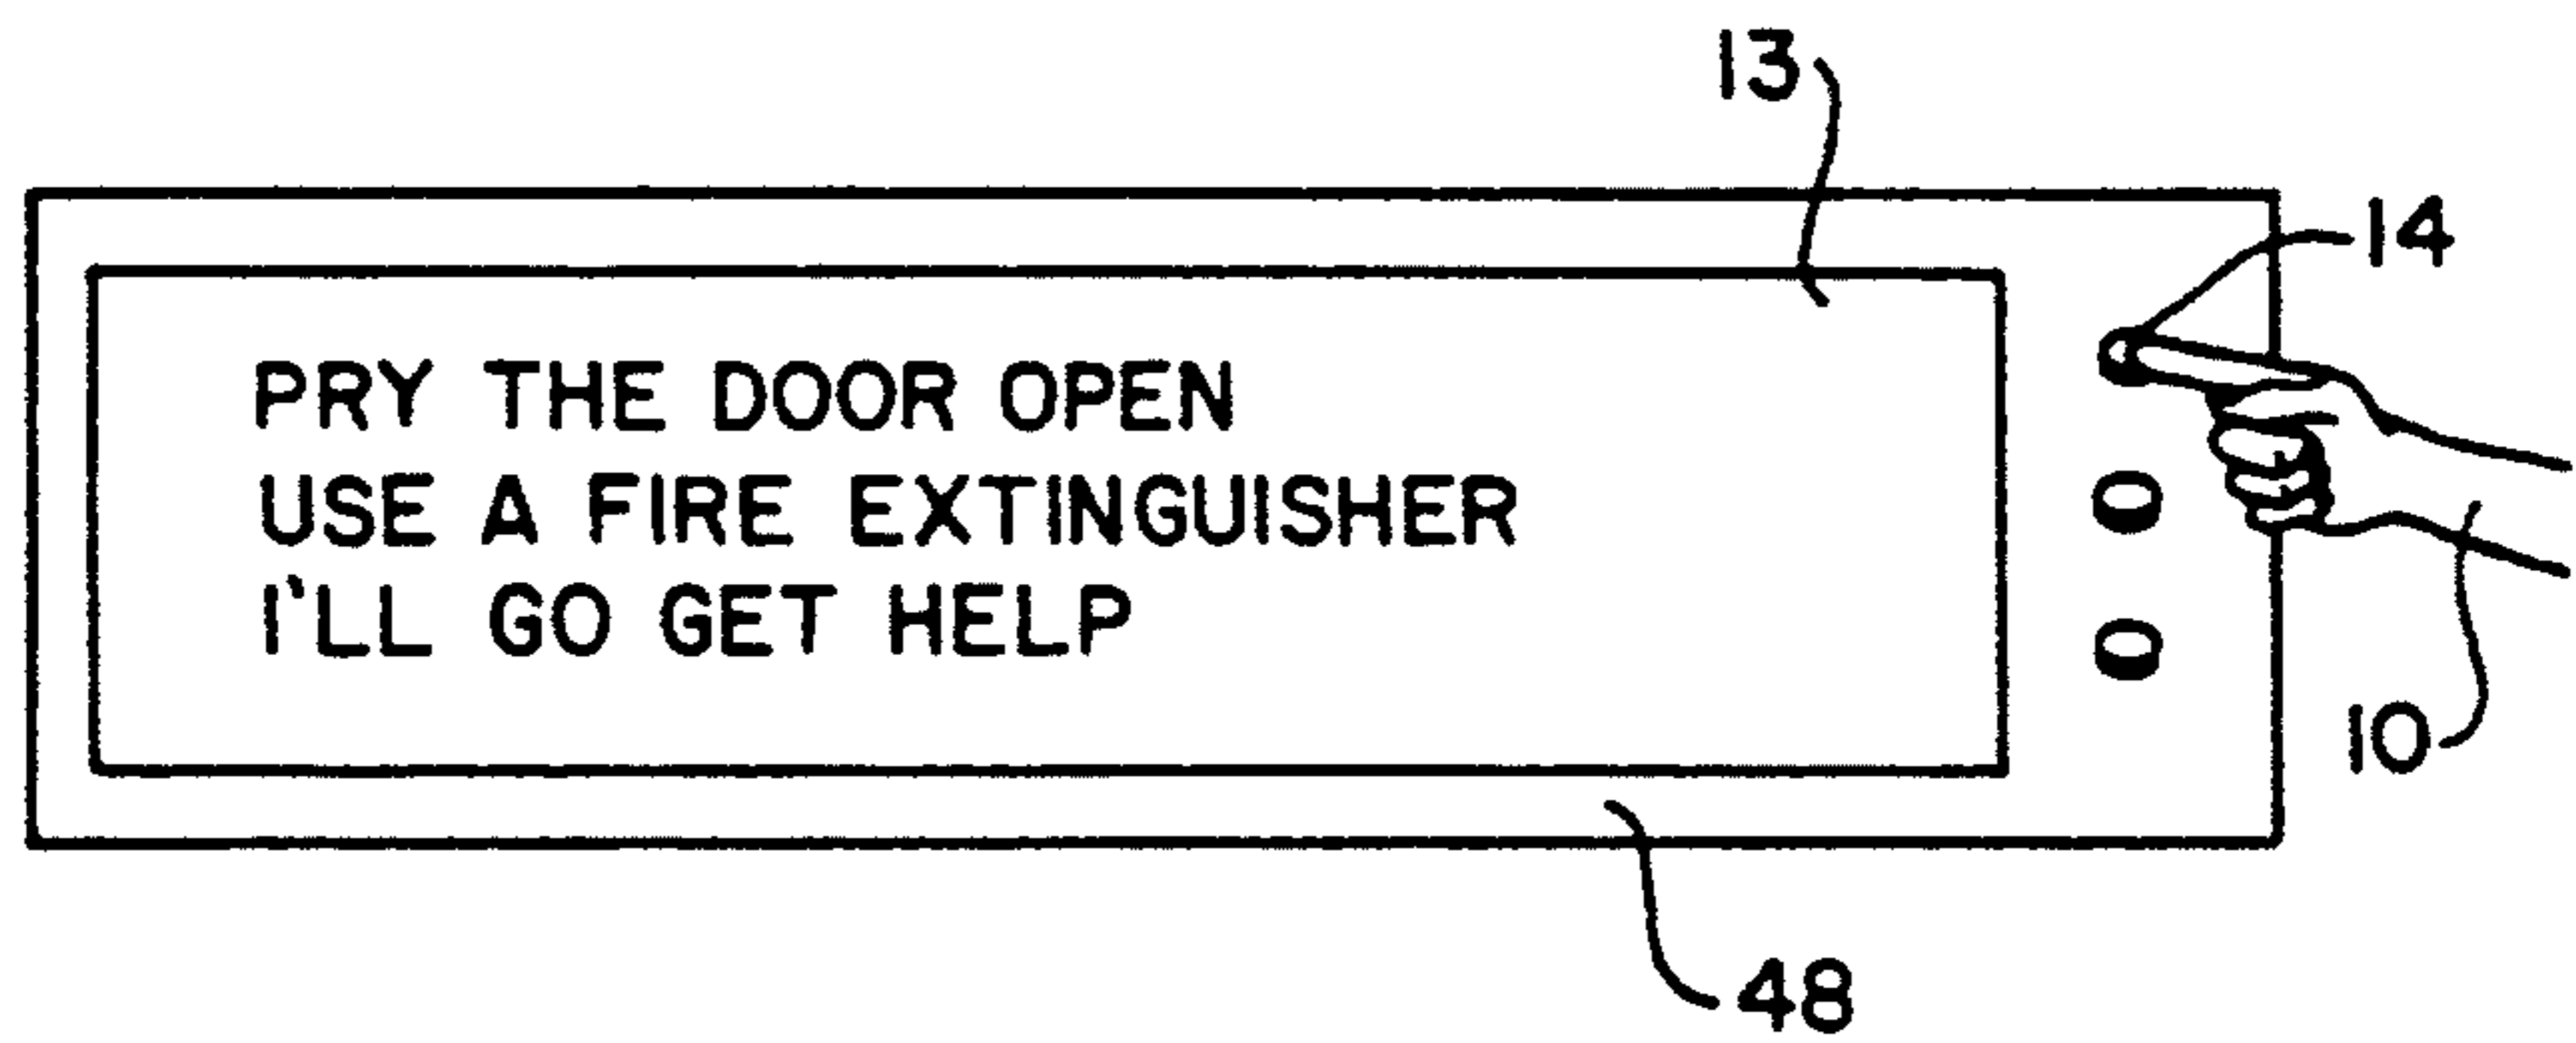 13
14
PRY THE DOOR OPEN
USE A FIRE EXTINGUISHER
I'LL GO GET HELP
10
48